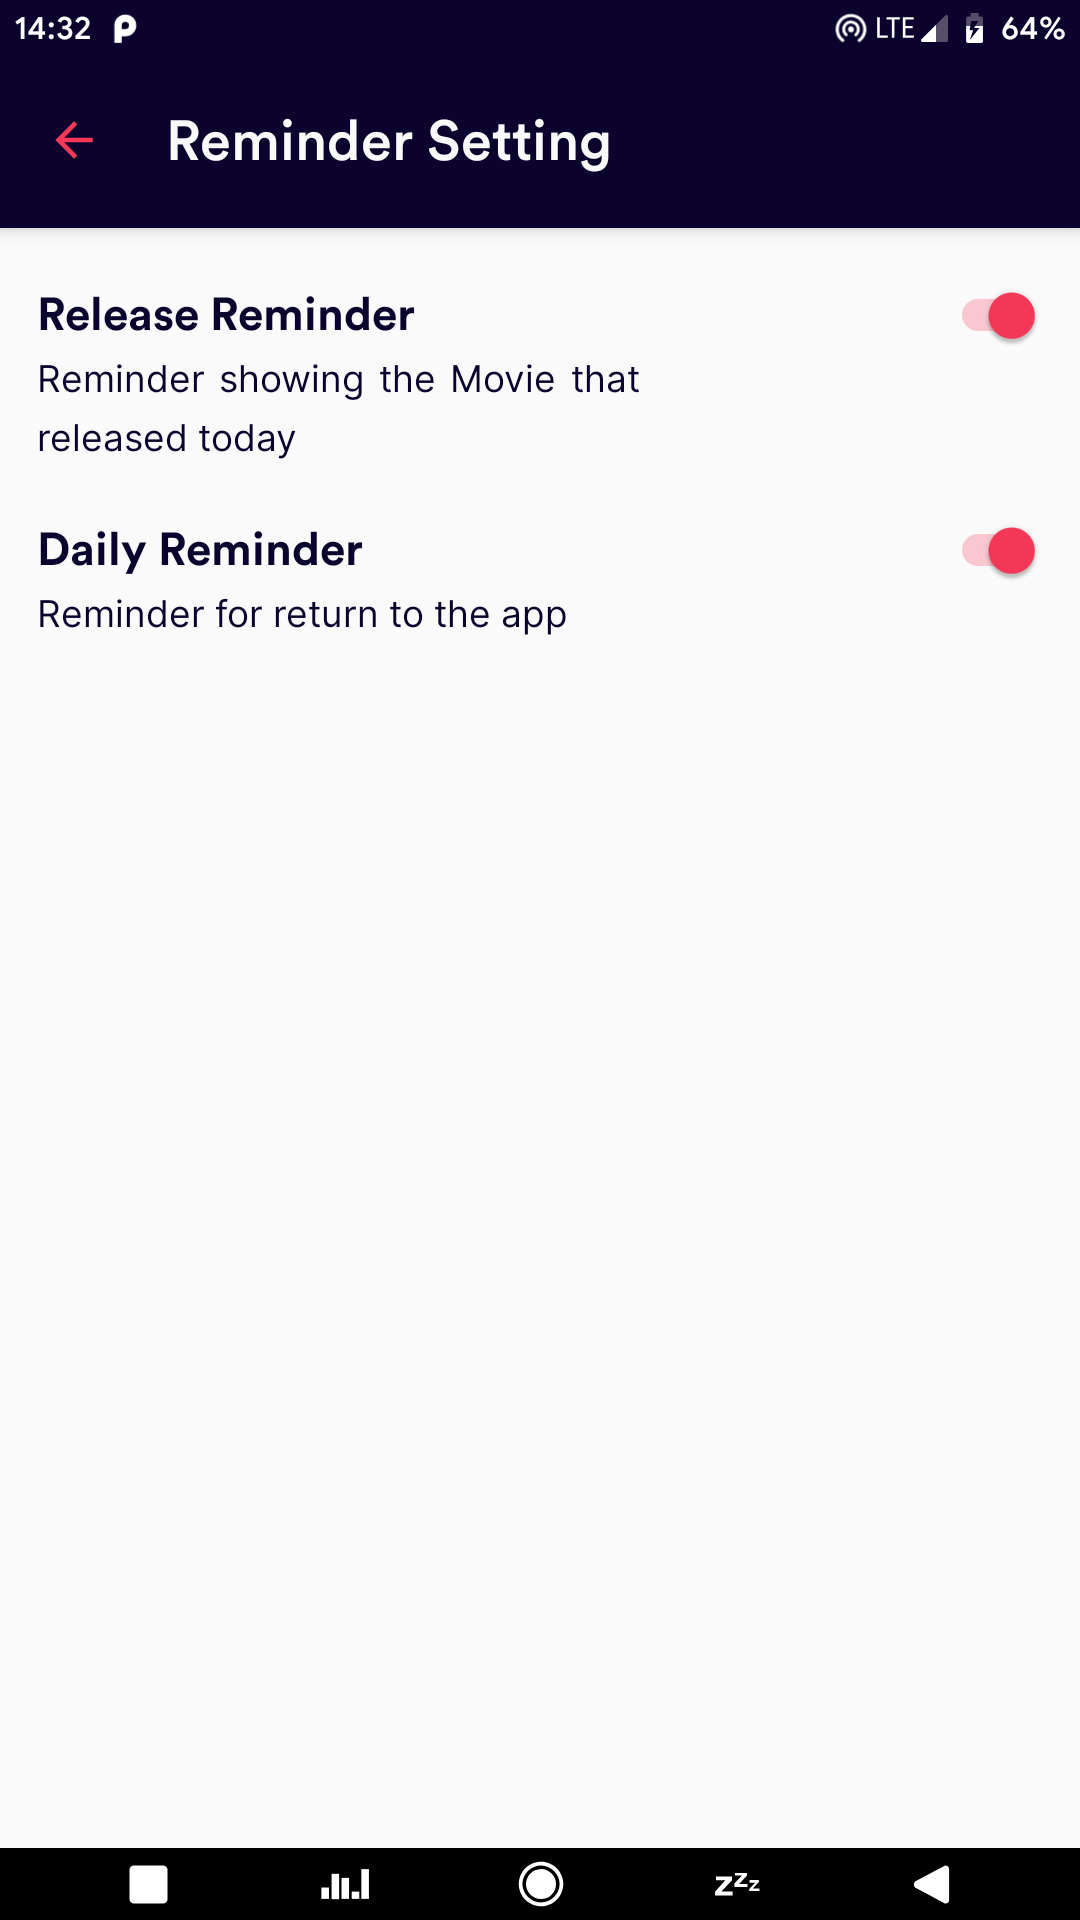 14:32 LTE 64%
Reminder Setting
Release Reminder
Reminder showing the Movie that
released today
Daily Reminder
Reminder for return to the app
zzz